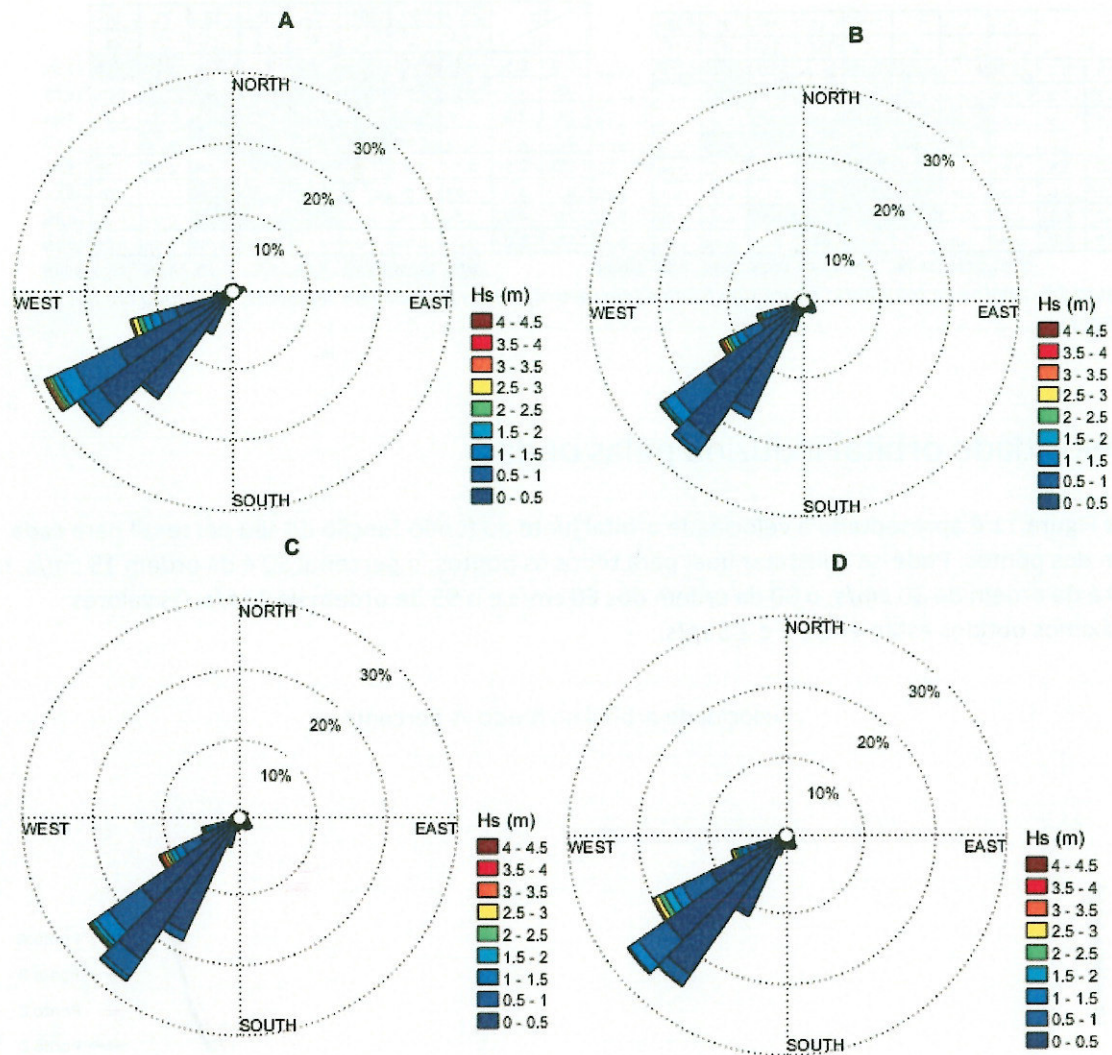 A
NORTH
30%
20%
10%
WEST
EAST
SOUTH
Hs (m)
4 - 4.5
3.5 - 4
3 - 3.5
2.5 - 3
2 - 2.5
1.5 - 2
1 - 1.5
0.5 - 1
0 - 0.5
B
NORTH
30%
20%
10%
WEST
EAST
SOUTH
Hs (m)
4 - 4.5
3.5 - 4
3 - 3.5
2.5 - 3
2 - 2.5
1.5 - 2
1 - 1.5
0.5 - 1
0 - 0.5
C
NORTH
30%
20%
10%
WEST
EAST
SOUTH
Hs (m)
4 - 4.5
3.5 - 4
3 - 3.5
2.5 - 3
2 - 2.5
1.5 - 2
1 - 1.5
0.5 - 1
0 - 0.5
D
NORTH
30%
20%
10%
WEST
EAST
SOUTH
Hs (m)
4 - 4.5
3.5 - 4
3 - 3.5
2.5 - 3
2 - 2.5
1.5 - 2
1 - 1.5
0.5 - 1
0 - 0.5